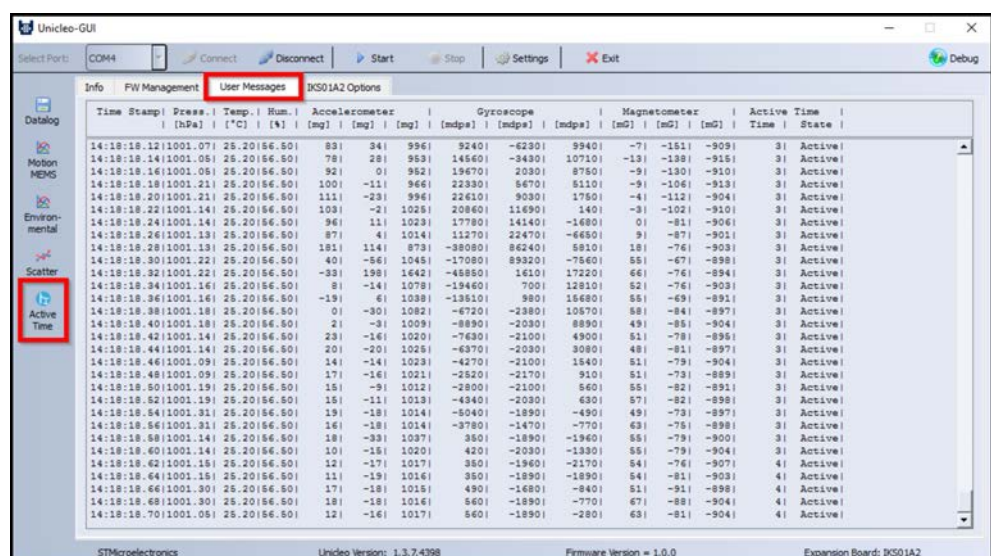 Unicleo-GUI
Select Port: COM4 Connect Disconnect Start Stop Settings Exit Debug
Info FW Management User Messages IKS01A2 Options
Datalog
Motion MEMS
Environ-mental
Scatter
Active Time
Time Stamp| Press.| Temp.| Hum.| Accelerometer | Gyroscope | Magnetometer | Active Time |
| [hPa] | [°C] | [%] | [mg] | [mg] | [mg] | [mdps] | [mdps] | [mdps] | [mG] | [mG] | [mG] | Time | State |
14:18:18.12|1001.07| 25.20|56.50| 83| 34| 996| 9240| -6230| 9940| -7| -151| -909| 3| Active|
14:18:18.14|1001.05| 25.20|56.50| 78| 28| 953| 14560| -3430| 10710| -13| -138| -915| 3| Active|
14:18:18.16|1001.05| 25.20|56.50| 92| 0| 952| 19670| 2030| 8750| -9| -130| -910| 3| Active|
14:18:18.18|1001.21| 25.20|56.50| 100| -11| 966| 22330| 5670| 5110| -9| -106| -913| 3| Active|
14:18:18.20|1001.21| 25.20|56.50| 111| -23| 996| 22610| 9030| 1750| -4| -112| -904| 3| Active|
14:18:18.22|1001.14| 25.20|56.50| 103| -2| 1025| 20860| 11690| 140| -3| -102| -910| 3| Active|
14:18:18.24|1001.14| 25.20|56.50| 96| 11| 1023| 17780| 14140| -1680| 0| -81| -906| 3| Active|
14:18:18.26|1001.13| 25.20|56.50| 87| 4| 1014| 11270| 22470| -6650| 9| -87| -901| 3| Active|
14:18:18.28|1001.13| 25.20|56.50| 181| 114| 873| -38080| 86240| 5810| 18| -76| -903| 3| Active|
14:18:18.30|1001.22| 25.20|56.50| 40| -56| 1045| -17080| 89320| -7560| 55| -67| -898| 3| Active|
14:18:18.32|1001.22| 25.20|56.50| -33| 198| 1642| -45850| 1610| 17220| 66| -76| -894| 3| Active|
14:18:18.34|1001.16| 25.20|56.50| 8| -14| 1078| -19460| 700| 12810| 52| -76| -903| 3| Active|
14:18:18.36|1001.16| 25.20|56.50| -19| 6| 1038| -13510| 980| 15680| 55| -69| -891| 3| Active|
14:18:18.38|1001.18| 25.20|56.50| 0| -30| 1082| -6720| -2380| 10570| 58| -84| -897| 3| Active|
14:18:18.40|1001.18| 25.20|56.50| 2| -3| 1009| -8890| -2030| 8890| 49| -85| -904| 3| Active|
14:18:18.42|1001.14| 25.20|56.50| 23| -16| 1020| -7630| -2100| 4900| 51| -78| -895| 3| Active|
14:18:18.44|1001.14| 25.20|56.50| 20| -20| 1025| -6370| -2030| 3080| 48| -81| -897| 3| Active|
14:18:18.46|1001.09| 25.20|56.50| 14| -14| 1023| -4270| -2100| 1540| 51| -79| -904| 3| Active|
14:18:18.48|1001.09| 25.20|56.50| 17| -16| 1021| -2520| -2170| 910| 51| -73| -889| 3| Active|
14:18:18.50|1001.19| 25.20|56.50| 15| -9| 1012| -2800| -2100| 560| 55| -82| -891| 3| Active|
14:18:18.52|1001.19| 25.20|56.50| 15| -11| 1013| -4340| -2030| 630| 57| -82| -898| 3| Active|
14:18:18.54|1001.31| 25.20|56.50| 19| -18| 1014| -5040| -1890| -490| 49| -73| -897| 3| Active|
14:18:18.56|1001.31| 25.20|56.50| 16| -18| 1014| -3780| -1470| -770| 63| -75| -898| 3| Active|
14:18:18.58|1001.14| 25.20|56.50| 18| -33| 1037| 350| -1890| -1960| 55| -79| -900| 3| Active|
14:18:18.60|1001.14| 25.20|56.50| 10| -15| 1020| 420| -2030| -1330| 55| -79| -904| 3| Active|
14:18:18.62|1001.15| 25.20|56.50| 12| -17| 1017| 350| -1960| -2170| 54| -76| -907| 4| Active|
14:18:18.64|1001.15| 25.20|56.50| 11| -19| 1016| 350| -1890| -1890| 54| -81| -903| 4| Active|
14:18:18.66|1001.30| 25.20|56.50| 17| -18| 1015| 490| -1680| -840| 51| -91| -898| 4| Active|
14:18:18.68|1001.30| 25.20|56.50| 18| -18| 1016| 560| -1890| -770| 67| -88| -904| 4| Active|
14:18:18.70|1001.05| 25.20|56.50| 12| -16| 1017| 560| -1890| -280| 63| -81| -904| 4| Active|
STMicroelectronics Unicleo Version: 1.3.7.4398 Firmware Version = 1.0.0 Expansion Board: IKS01A2